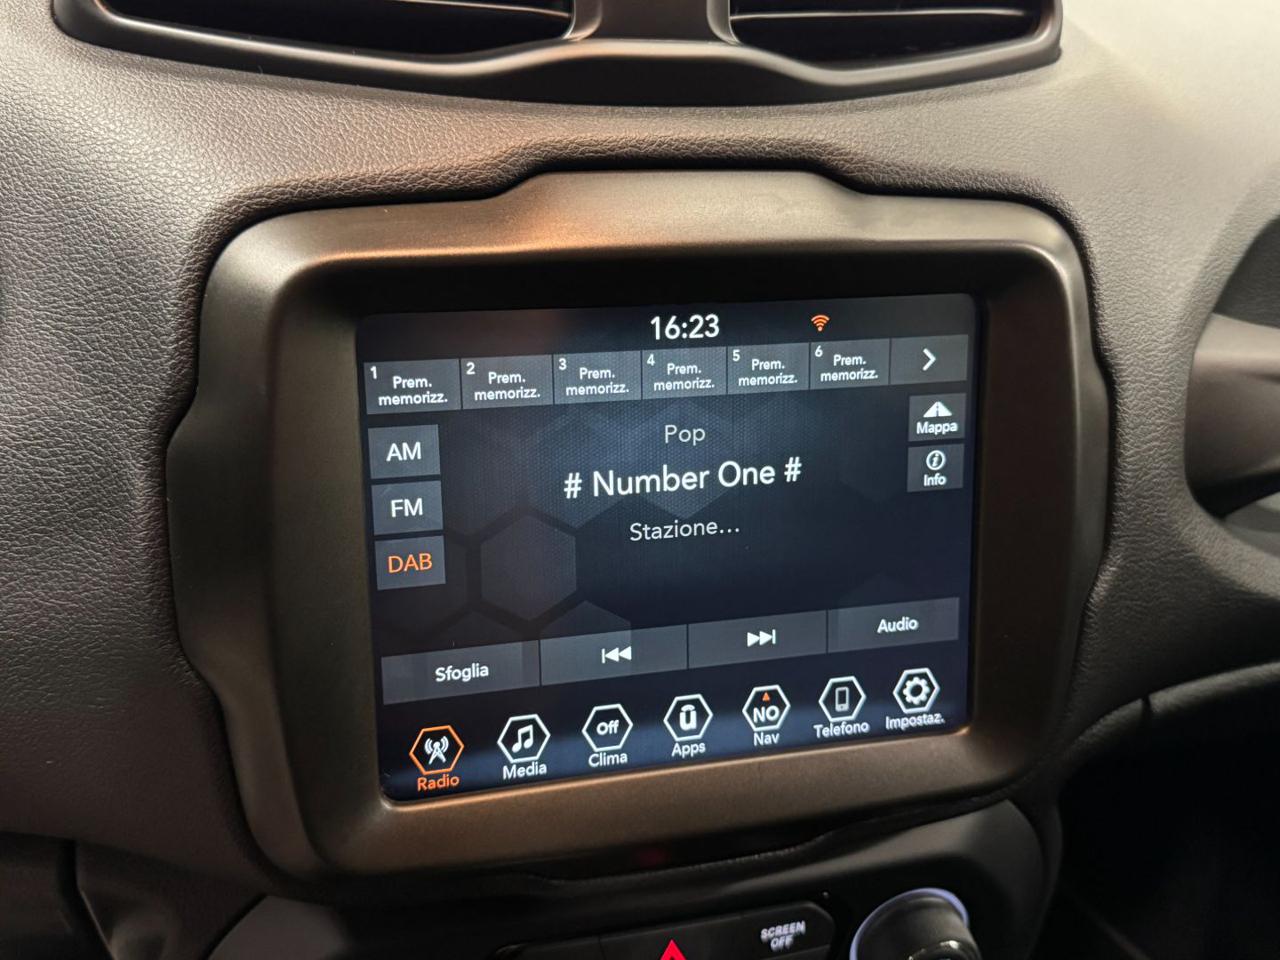 16:23
1 Prem. memorizz.
2 Prem. memorizz.
3 Prem. memorizz.
4 Prem. memorizz.
5 Prem. memorizz.
6 Prem. memorizz.
AM
FM
DAB
Pop
# Number One #
Stazione...
Mappa
Info
Sfoglia
Audio
Radio
Media
Off
Clima
Apps
NO
Nav
Telefono
Impostaz.
SCREEN
OFF